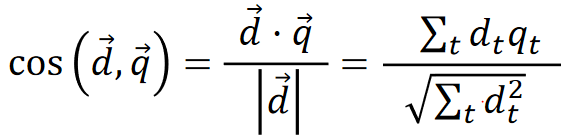 cos(d⃗, q⃗) = (d⃗ · q⃗) / |d⃗| = ∑ₜ dₜqₜ / √(∑ₜ dₜ²)